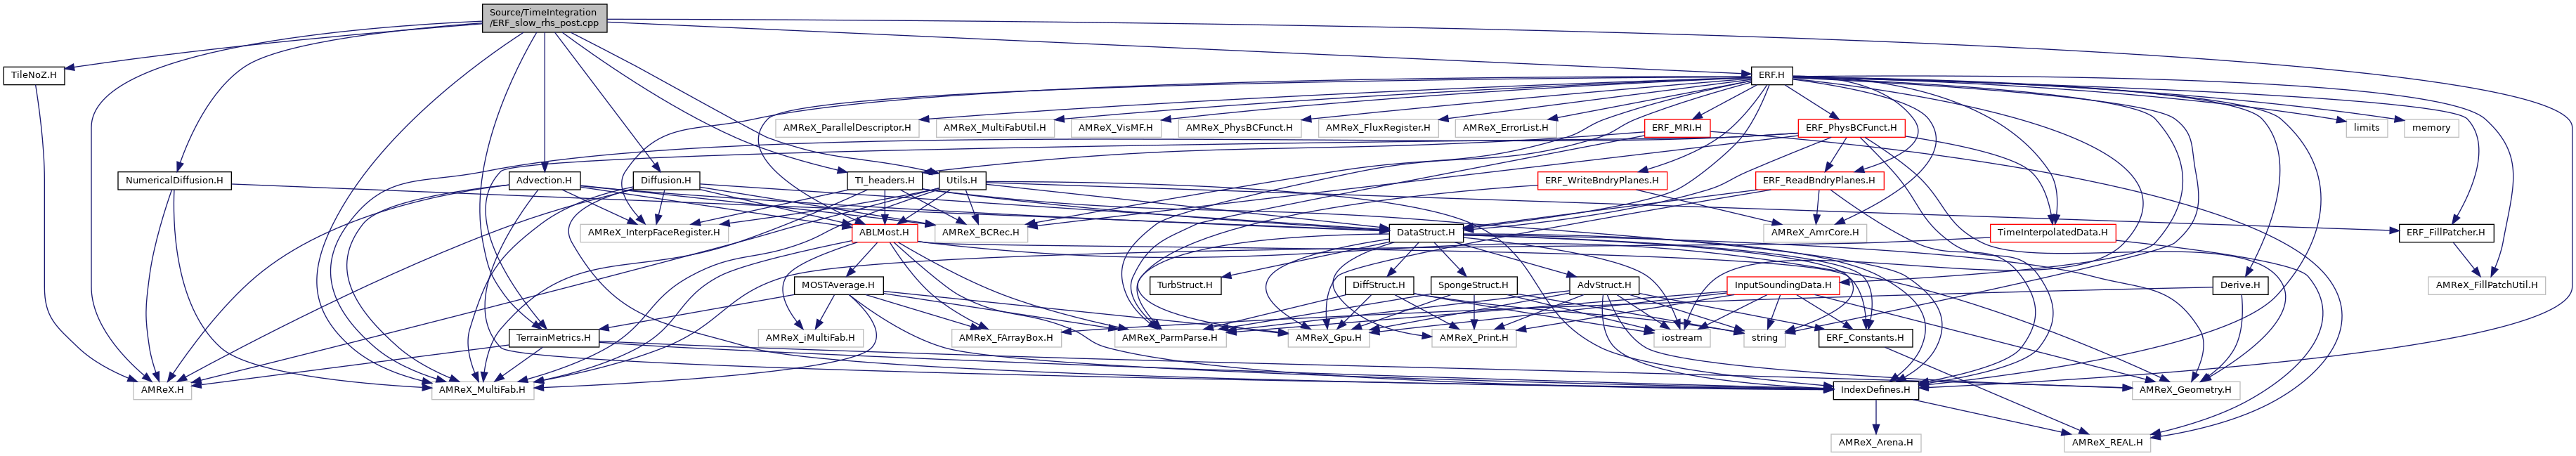 Source/TimeIntegration
/ERF_slow_rhs_post.cpp
TileNoZ.H
ERF.H
AMReX_ParallelDescriptor.H
AMReX_MultiFabUtil.H
AMReX_VisMF.H
AMReX_PhysBCFunct.H
AMReX_FluxRegister.H
AMReX_ErrorList.H
ERF_MRI.H
ERF_PhysBCFunct.H
limits
memory
NumericalDiffusion.H
Advection.H
Diffusion.H
TI_headers.H
Utils.H
ERF_WriteBndryPlanes.H
ERF_ReadBndryPlanes.H
AMReX_InterpFaceRegister.H
ABLMost.H
AMReX_BCRec.H
DataStruct.H
AMReX_AmrCore.H
TimeInterpolatedData.H
ERF_FillPatcher.H
MOSTAverage.H
TurbStruct.H
DiffStruct.H
SpongeStruct.H
AdvStruct.H
InputSoundingData.H
Derive.H
AMReX_FillPatchUtil.H
TerrainMetrics.H
AMReX_iMultiFab.H
AMReX_FArrayBox.H
AMReX_ParmParse.H
AMReX_Gpu.H
AMReX_Print.H
iostream
string
ERF_Constants.H
AMReX.H
AMReX_MultiFab.H
IndexDefines.H
AMReX_Geometry.H
AMReX_Arena.H
AMReX_REAL.H